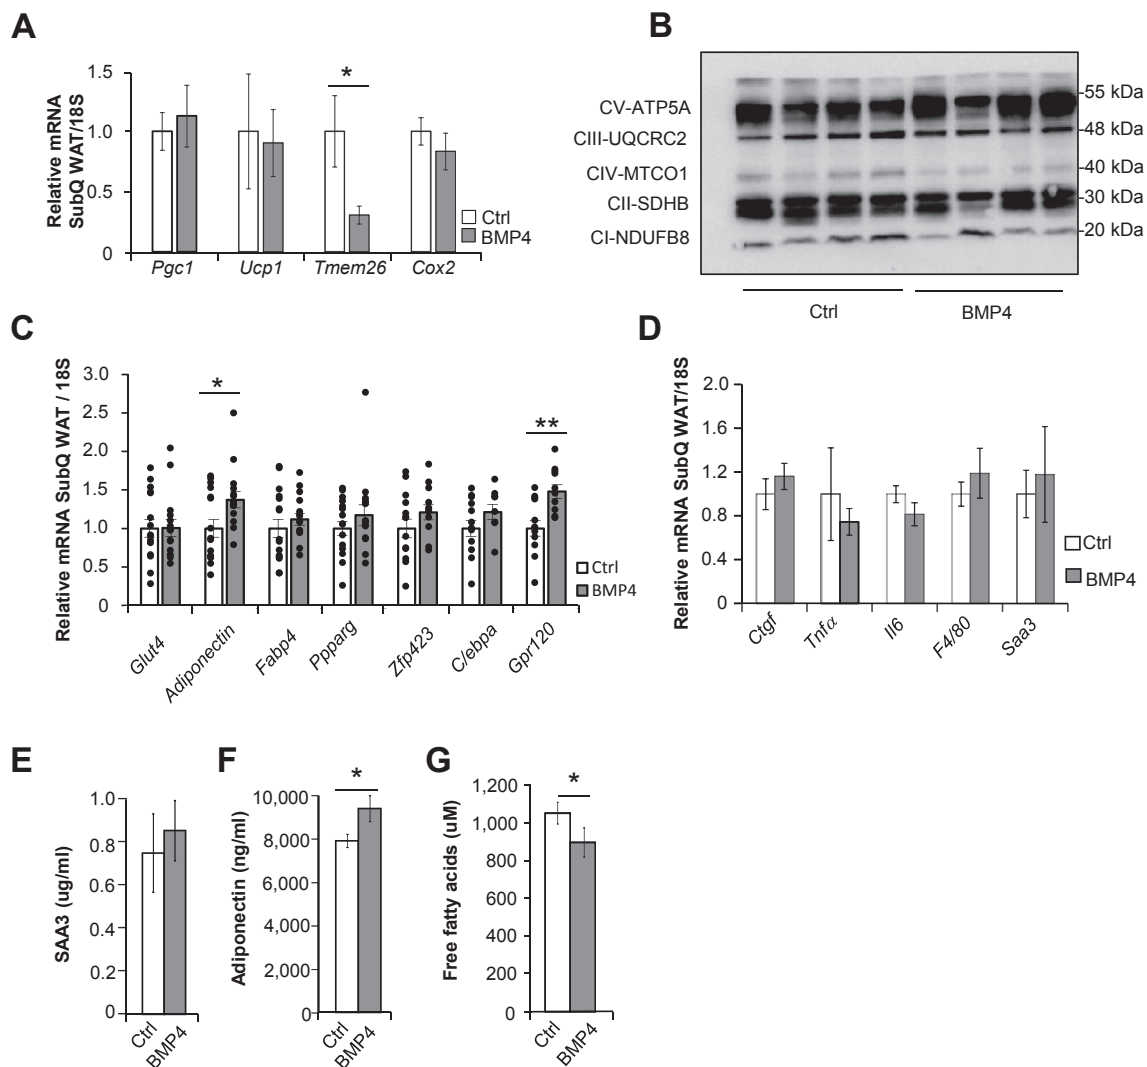 A
Relative mRNA
SubQ WAT/18S
1.5
1.0
0.5
0
*
Pgc1
Ucp1
Tmem26
Cox2
Ctrl
BMP4
B
CV-ATP5A
CIII-UQCRC2
CIV-MTCO1
CII-SDHB
CI-NDUFB8
55 kDa
48 kDa
40 kDa
30 kDa
20 kDa
Ctrl
BMP4
C
Relative mRNA SubQ WAT / 18S
3.0
2.5
2.0
1.5
1.0
0.5
0
*
**
Glut4
Adiponectin
Fabp4
Ppparg
Zfp423
C/ebpa
Gpr120
Ctrl
BMP4
D
Relative mRNA SubQ WAT/18S
2.0
1.6
1.2
0.8
0.4
0
Ctgf
Tnfα
Il6
F4/80
Saa3
Ctrl
BMP4
E
SAA3 (ug/ml)
1.0
0.8
0.6
0.4
0.2
0
Ctrl
BMP4
F
Adiponectin (ng/ml)
10,000
8,000
6,000
4,000
2,000
0
*
Ctrl
BMP4
G
Free fatty acids (uM)
1,200
1,000
800
600
400
200
0
*
Ctrl
BMP4